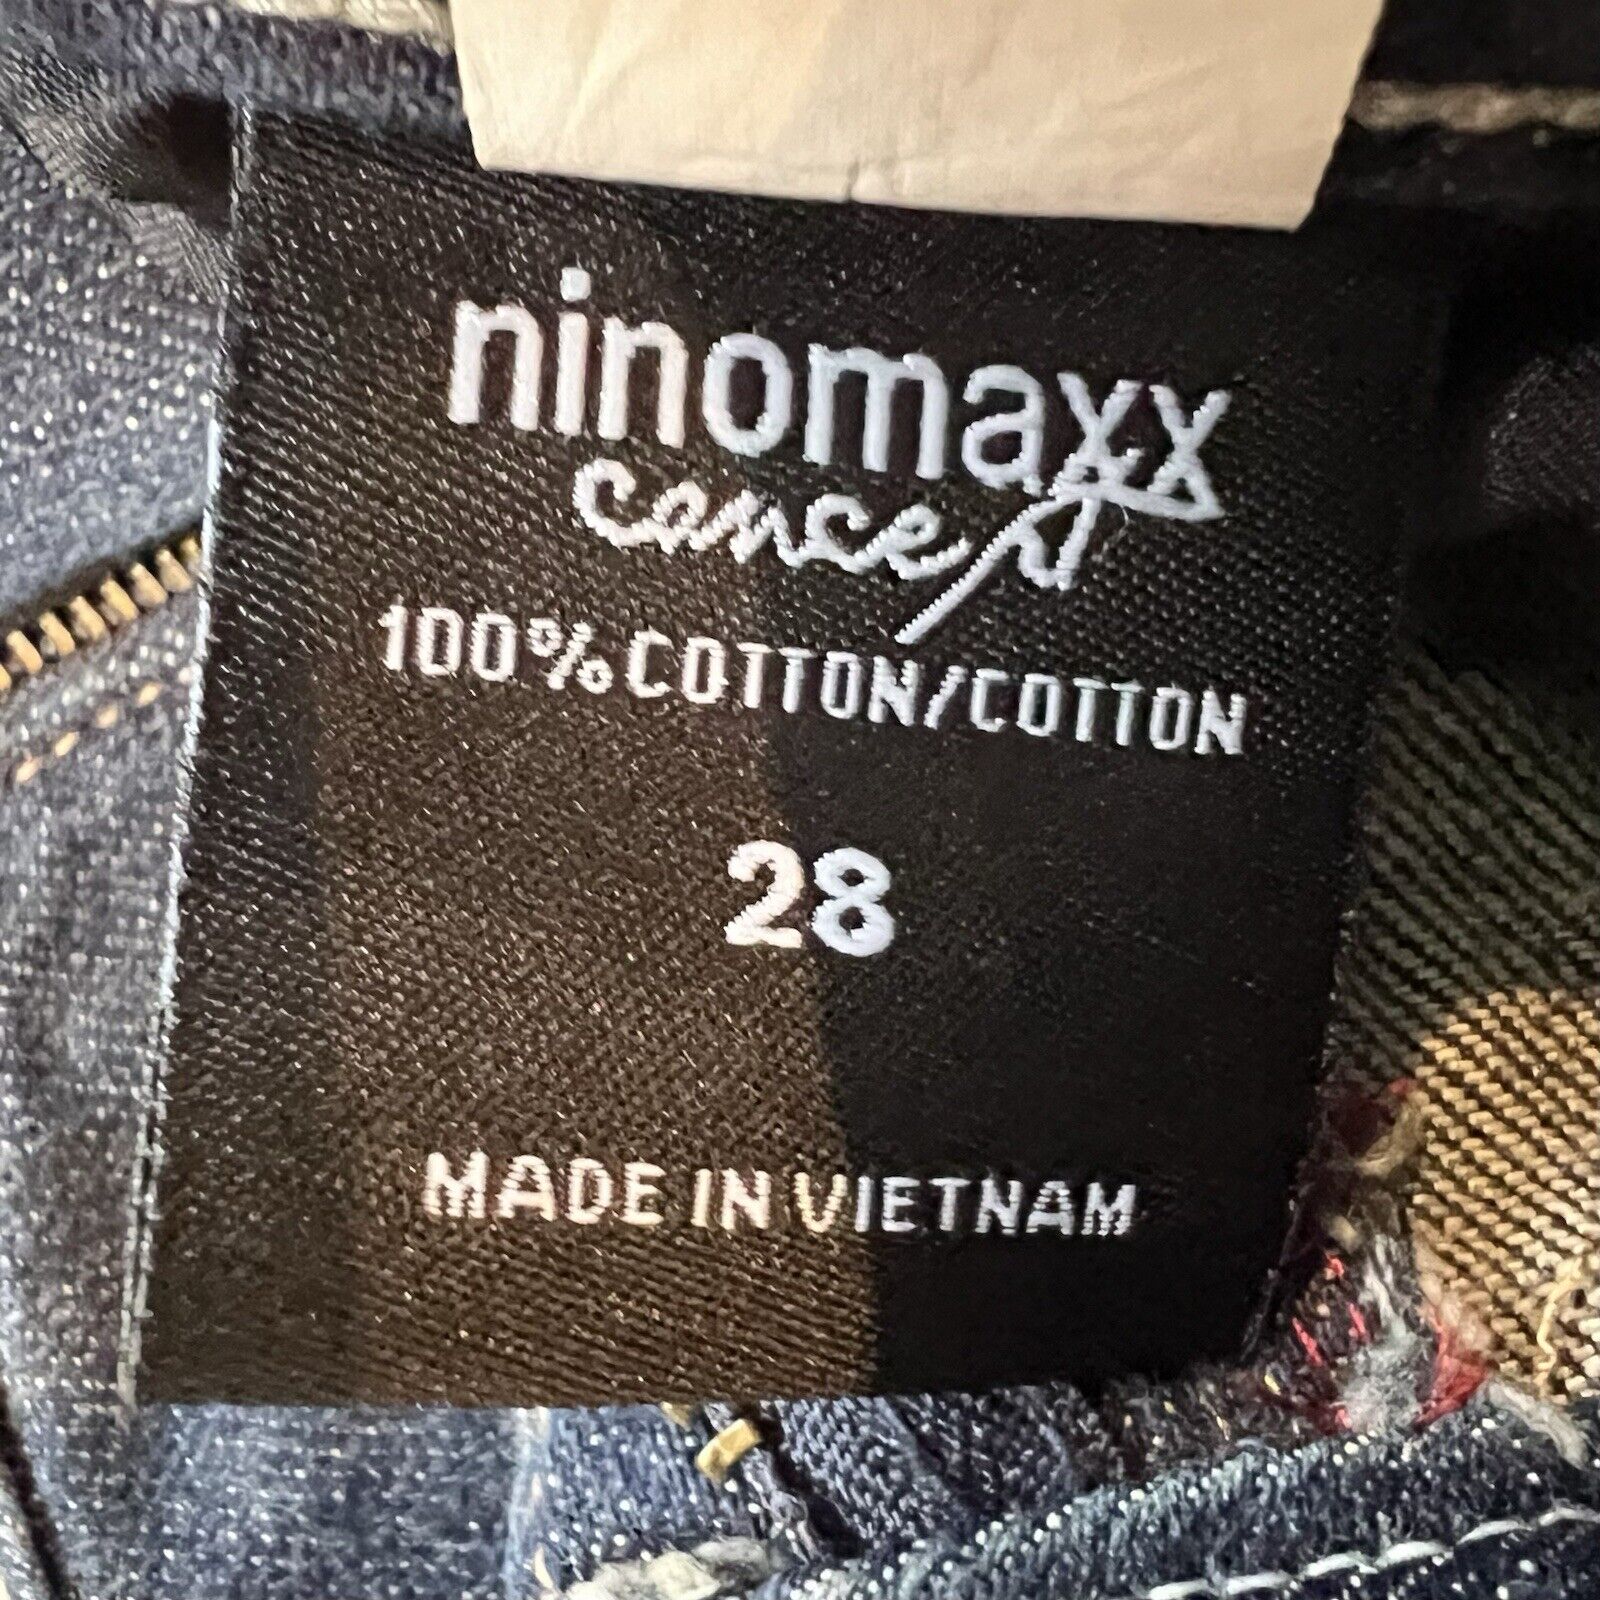 ninomaxx
concept
100% COTTON/COTTON
28
MADE IN VIETNAM